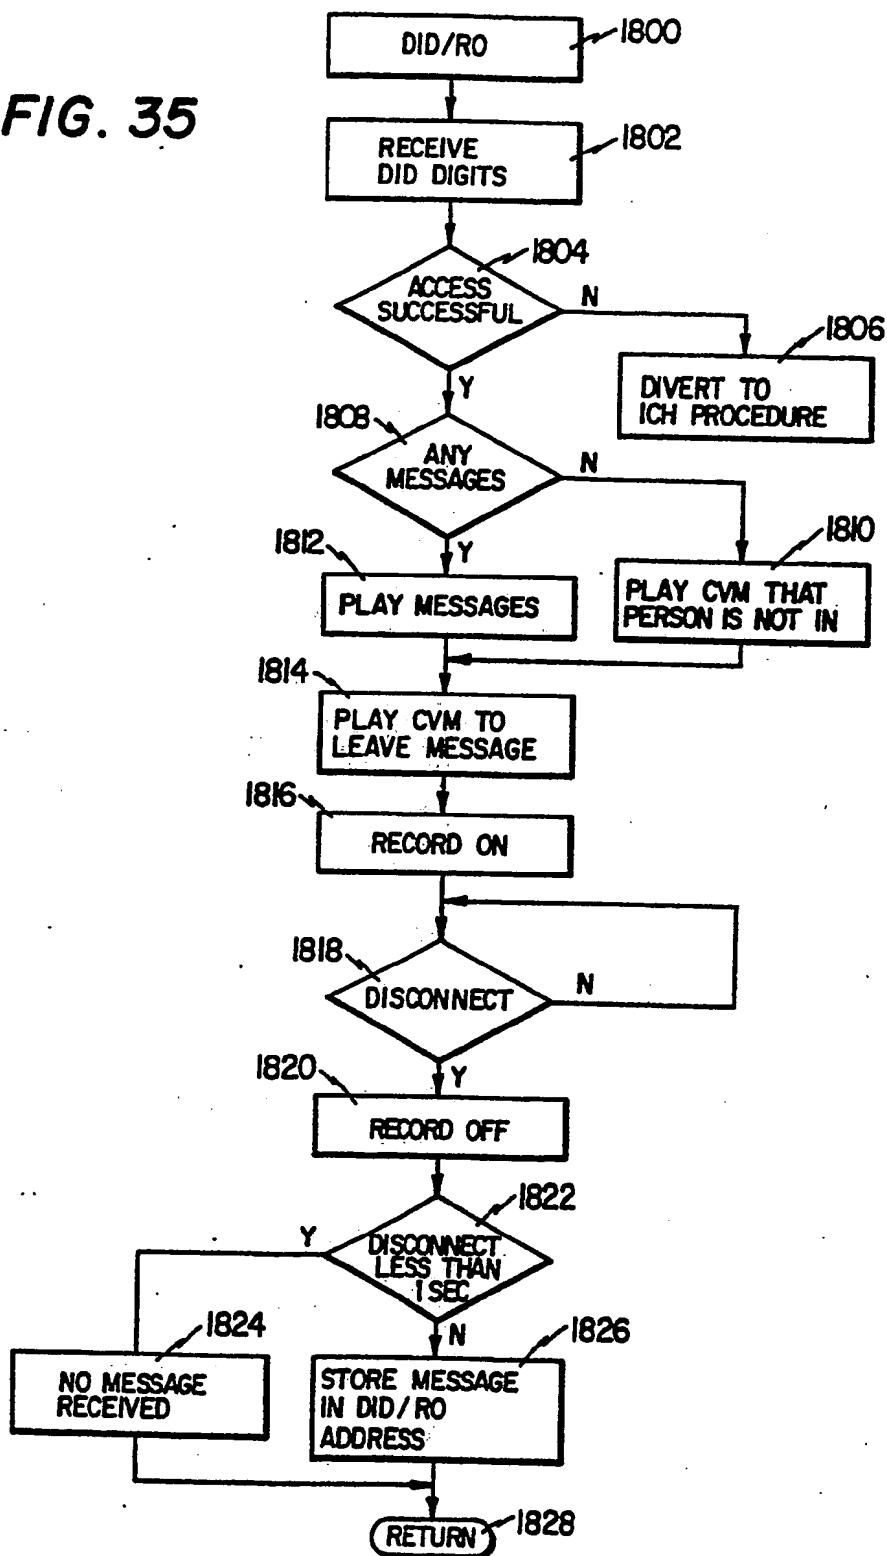 FIG. 35
DID/RO
1800
RECEIVE
DID DIGITS
1802
1804
ACCESS
SUCCESSFUL
N
Y
1806
DIVERT TO
ICH PROCEDURE
1808
ANY
MESSAGES
N
Y
1810
PLAY CVM THAT
PERSON IS NOT IN
1812
PLAY MESSAGES
1814
PLAY CVM TO
LEAVE MESSAGE
1816
RECORD ON
1818
DISCONNECT
N
Y
1820
RECORD OFF
1822
DISCONNECT
LESS THAN
1 SEC
Y
N
1824
NO MESSAGE
RECEIVED
1826
STORE MESSAGE
IN DID/RO
ADDRESS
RETURN
1828